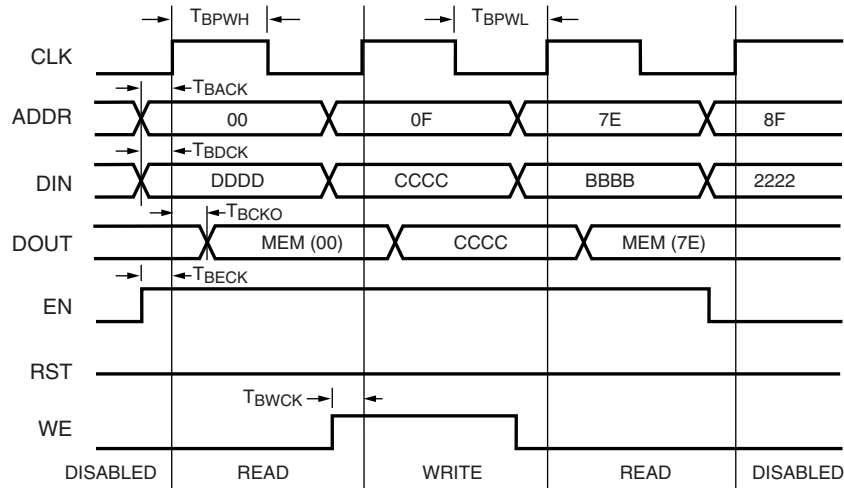 TBPWH TBPWL
CLK
TBACK
ADDR 00 0F 7E 8F
TBDCK
DIN DDDD CCCC BBBB 2222
TBCKO
DOUT MEM (00) CCCC MEM (7E)
TBECK
EN
RST
TBWCK
WE
DISABLED READ WRITE READ DISABLED